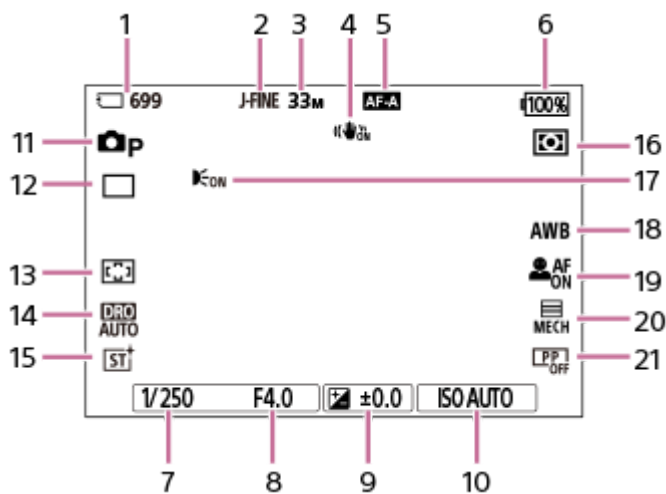 1 2 3 4 5 6
699 J-FINE 33M AF-A 100%
ON
11 P 16
12 ON 17
AWB 18
13 AF ON 19
14 DRO AUTO MECH 20
15 ST+ PP OFF 21
1/250 F4.0 ±0.0 ISO AUTO
7 8 9 10